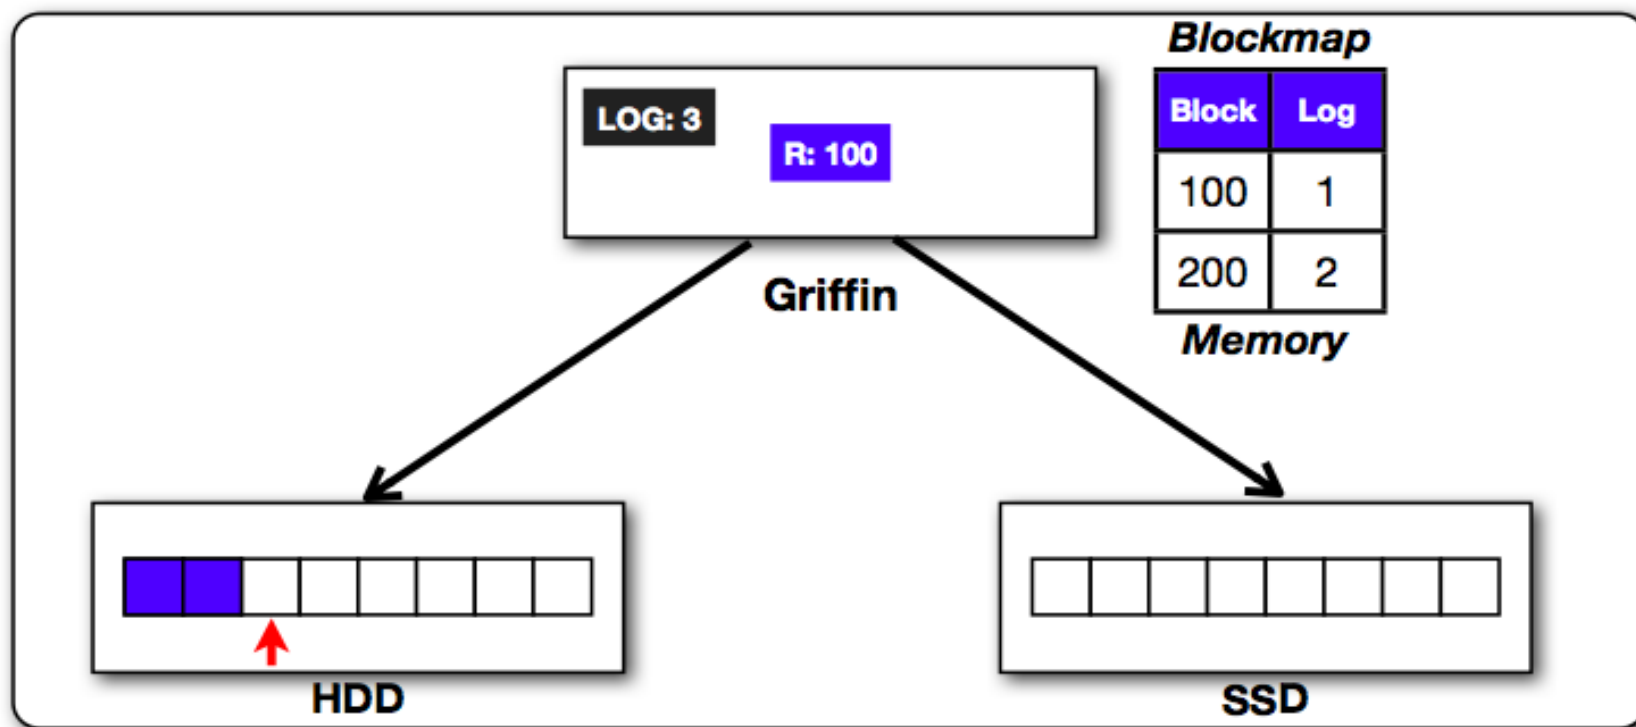 Blockmap
LOG: 3
R: 100
Block Log
100 1
200 2
Griffin
Memory
HDD
SSD